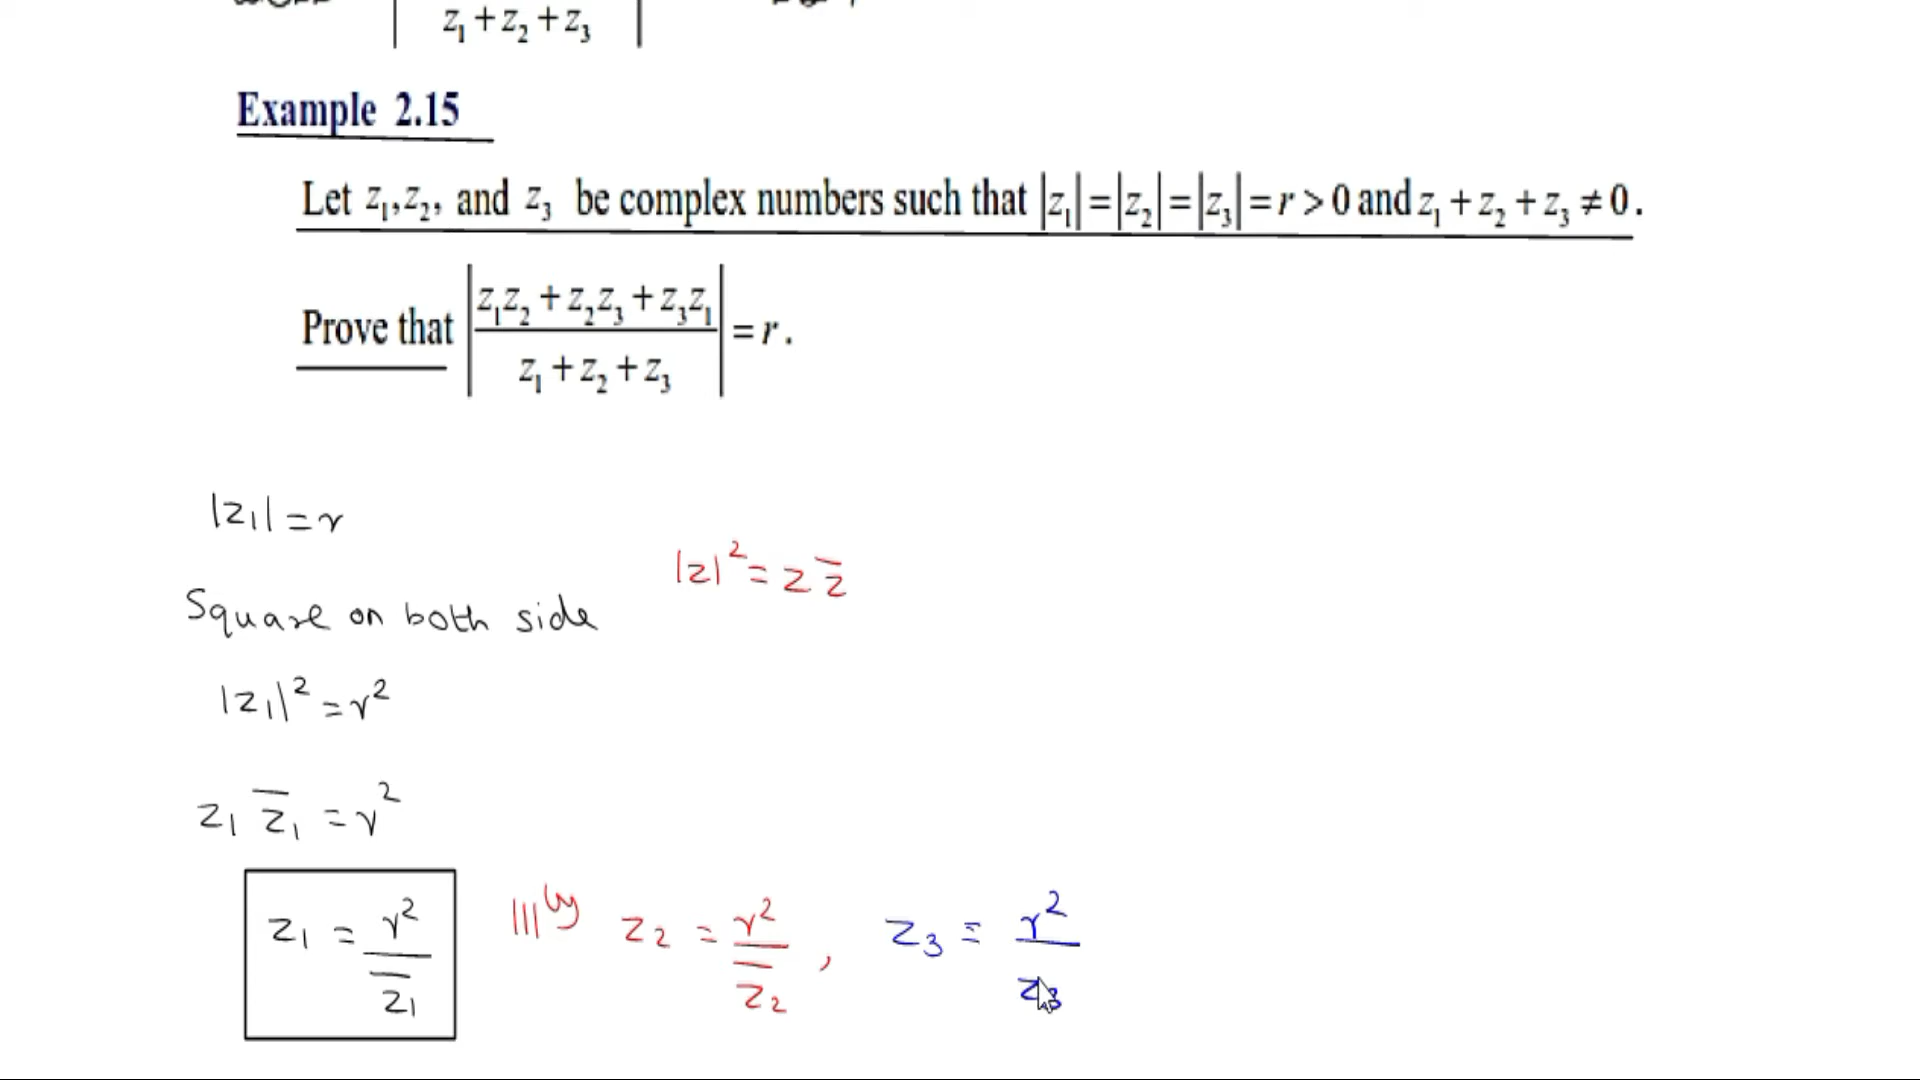 z₁ + z₂ + z₃
Example 2.15
Let z₁, z₂, and z₃ be complex numbers such that |z₁| = |z₂| = |z₃| = r > 0 and z₁ + z₂ + z₃ ≠ 0.
Prove that |(z₁z₂ + z₂z₃ + z₃z₁)/(z₁ + z₂ + z₃)| = r.
|z₁| = r
|z|² = z z̅
Square on both side
|z₁|² = r²
z₁ z̅₁ = r²
z₁ = r²/z̅₁ |||ly z₂ = r²/z̅₂ , z₃ = r²/z₃